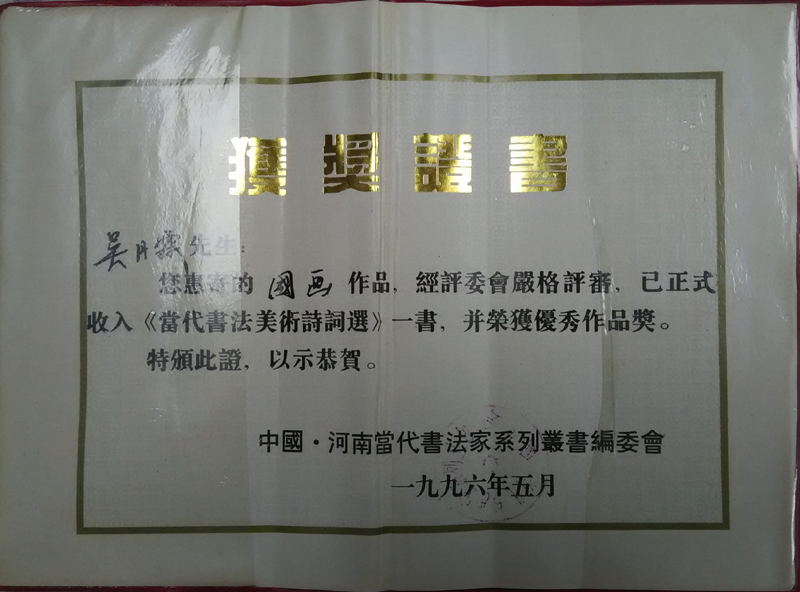 獲獎證書
吴月霖先生：
您惠寄的 國画 作品，經評委會嚴格評審，已正式
收入《當代書法美術詩詞選》一書，并榮獲優秀作品獎。
特頒此證，以示恭賀。
中國·河南當代書法家系列叢書編委會
一九九六年五月